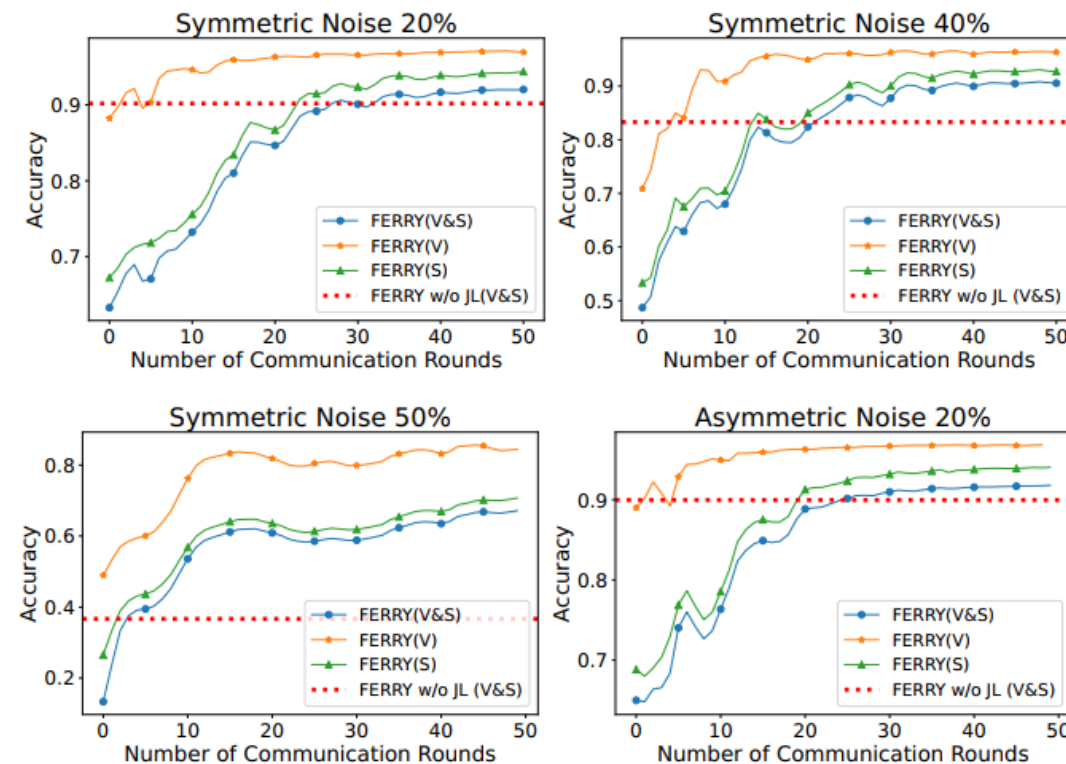 Symmetric Noise 20%
Accuracy
0.9
0.8
0.7
FERRY(V&S)
FERRY(V)
FERRY(S)
FERRY w/o JL(V&S)
0 10 20 30 40 50
Number of Communication Rounds
Symmetric Noise 40%
Accuracy
0.9
0.8
0.7
0.6
0.5
FERRY(V&S)
FERRY(V)
FERRY(S)
FERRY w/o JL (V&S)
0 10 20 30 40 50
Number of Communication Rounds
Symmetric Noise 50%
Accuracy
0.8
0.6
0.4
0.2
FERRY(V&S)
FERRY(V)
FERRY(S)
FERRY w/o JL (V&S)
0 10 20 30 40 50
Number of Communication Rounds
Asymmetric Noise 20%
Accuracy
0.9
0.8
0.7
FERRY(V&S)
FERRY(V)
FERRY(S)
FERRY w/o JL (V&S)
0 10 20 30 40 50
Number of Communication Rounds